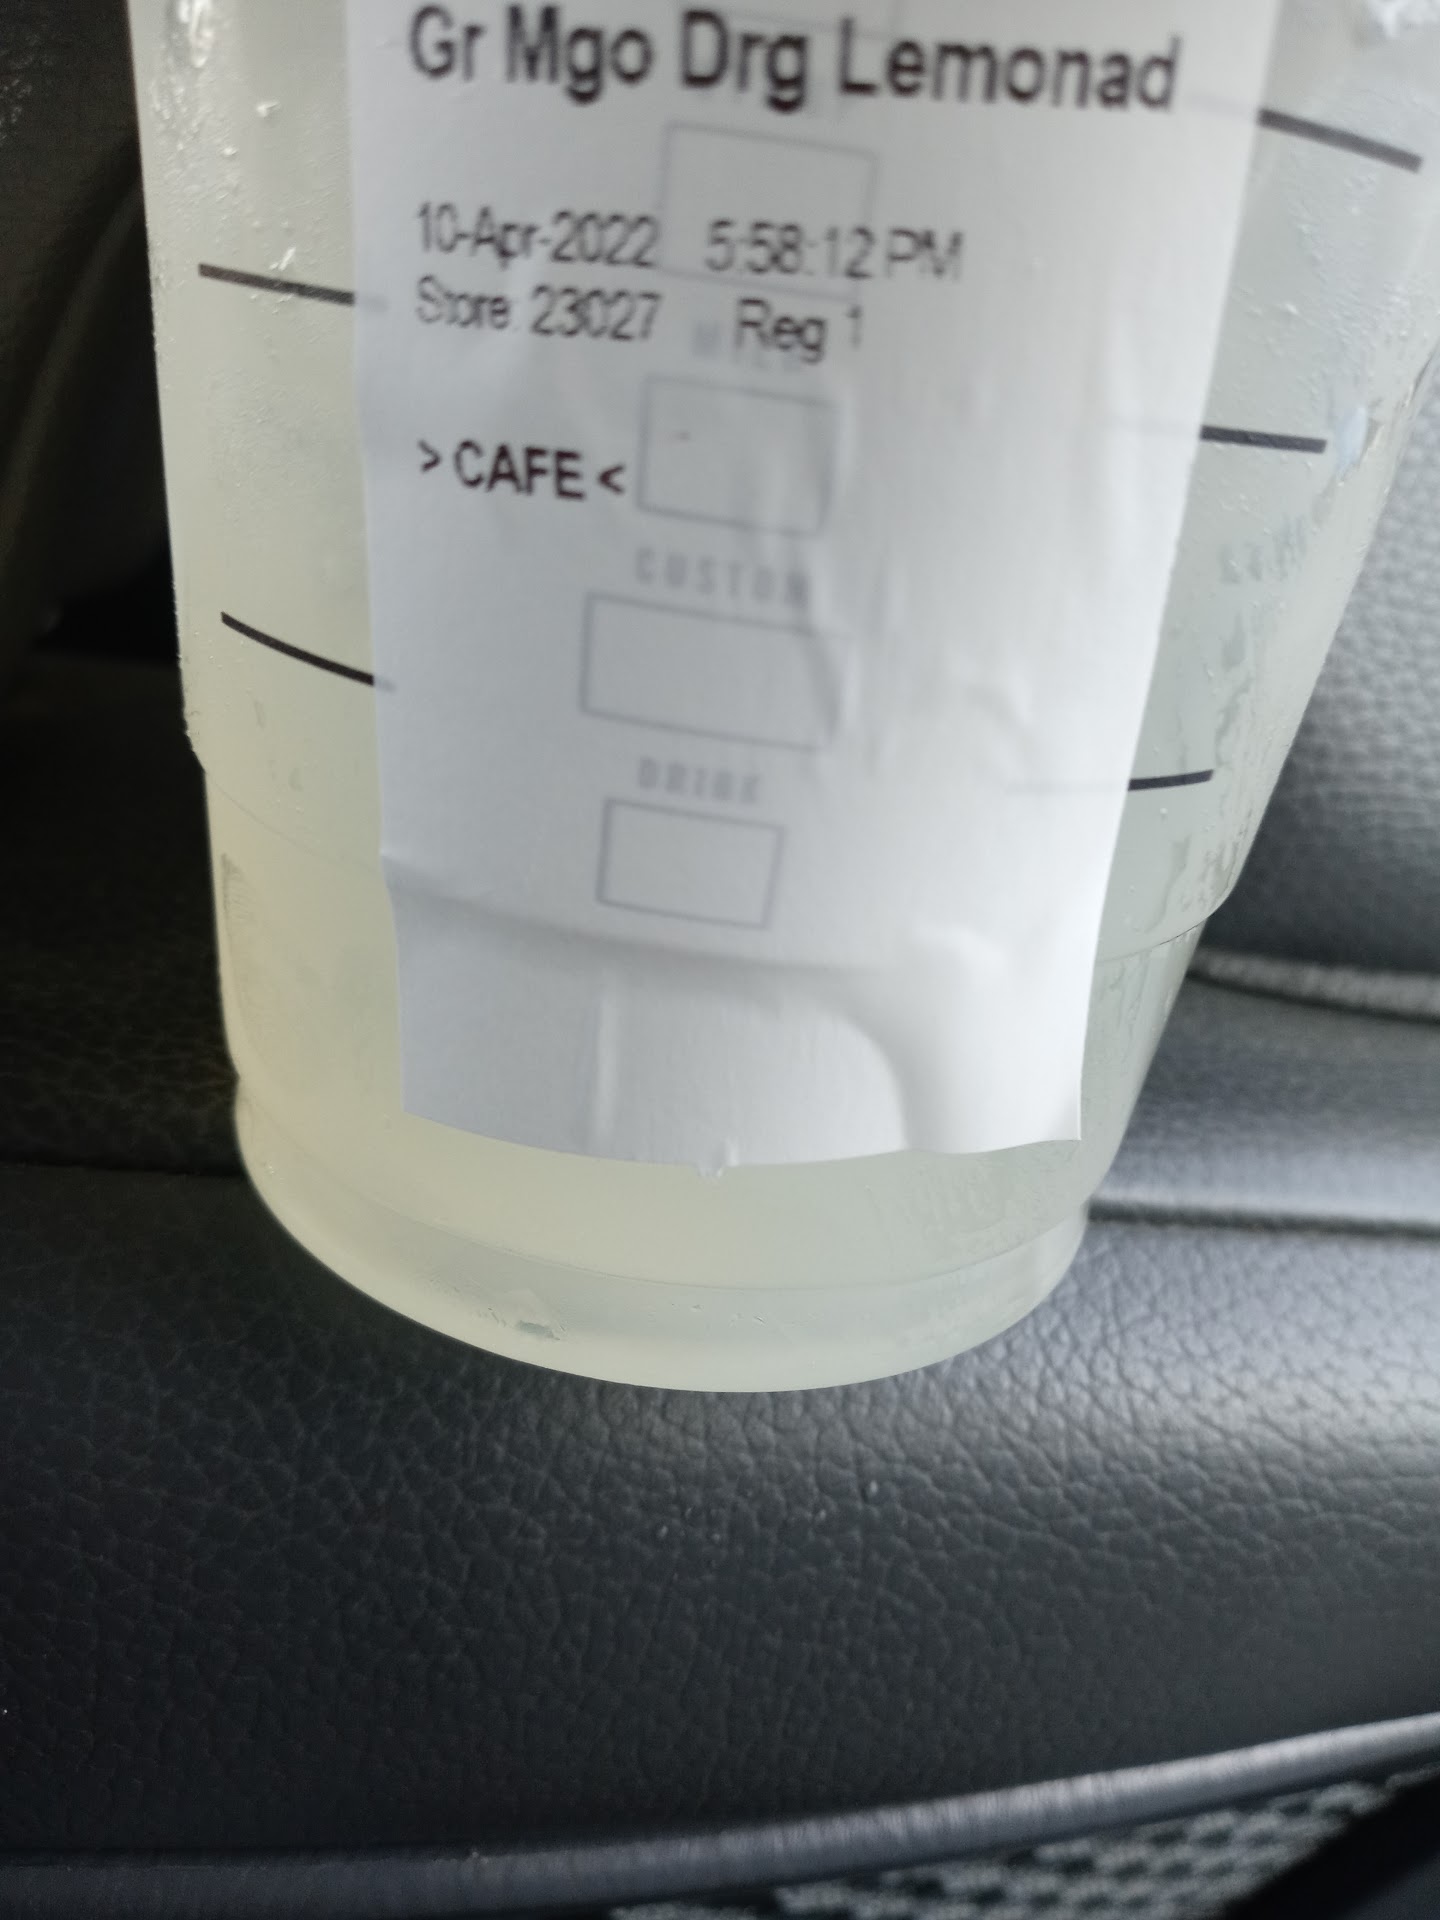 Gr Mgo Drg Lemonad
10-Apr-2022 5:58:12 PM
Store: 23027 Reg 1
> CAFE <
CUSTOM
DRINK